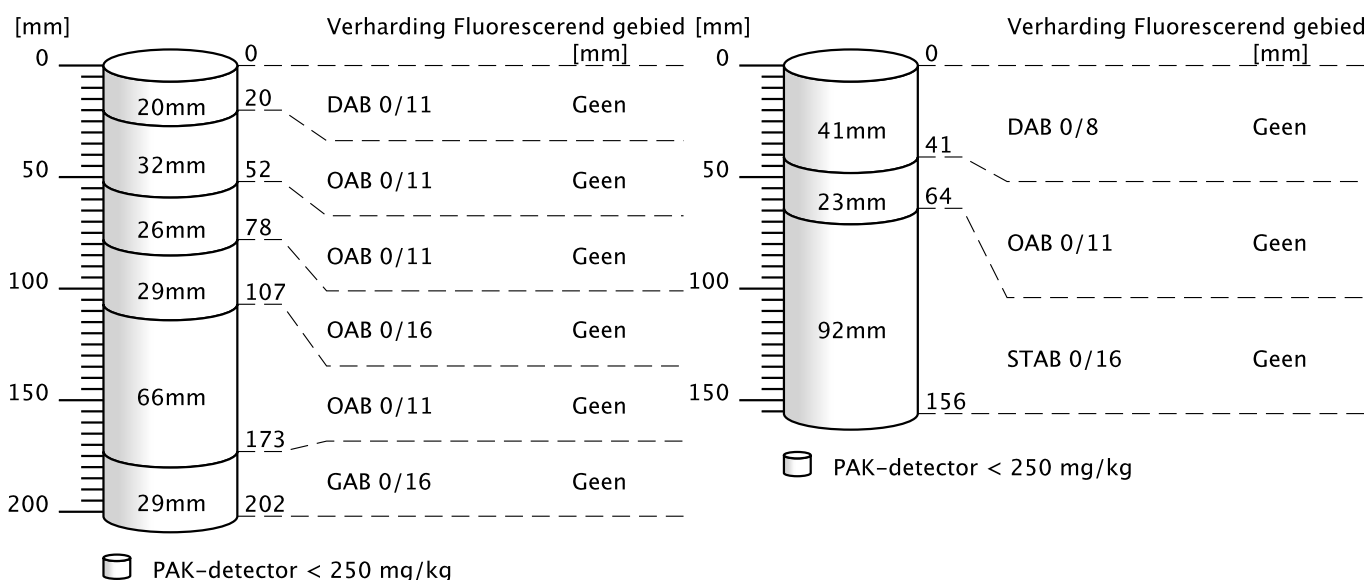 [mm]
Verharding Fluorescerend gebied
[mm]
0
0
20mm
20
DAB 0/11
Geen
32mm
50
52
OAB 0/11
Geen
26mm
78
OAB 0/11
Geen
100
29mm
107
OAB 0/16
Geen
150
66mm
OAB 0/11
Geen
173
200
29mm
202
GAB 0/16
Geen
PAK-detector < 250 mg/kg
Verharding Fluorescerend gebied
[mm]
[mm]
0
0
41mm
DAB 0/8
Geen
41
50
23mm
64
OAB 0/11
Geen
100
92mm
STAB 0/16
Geen
150
156
PAK-detector < 250 mg/kg